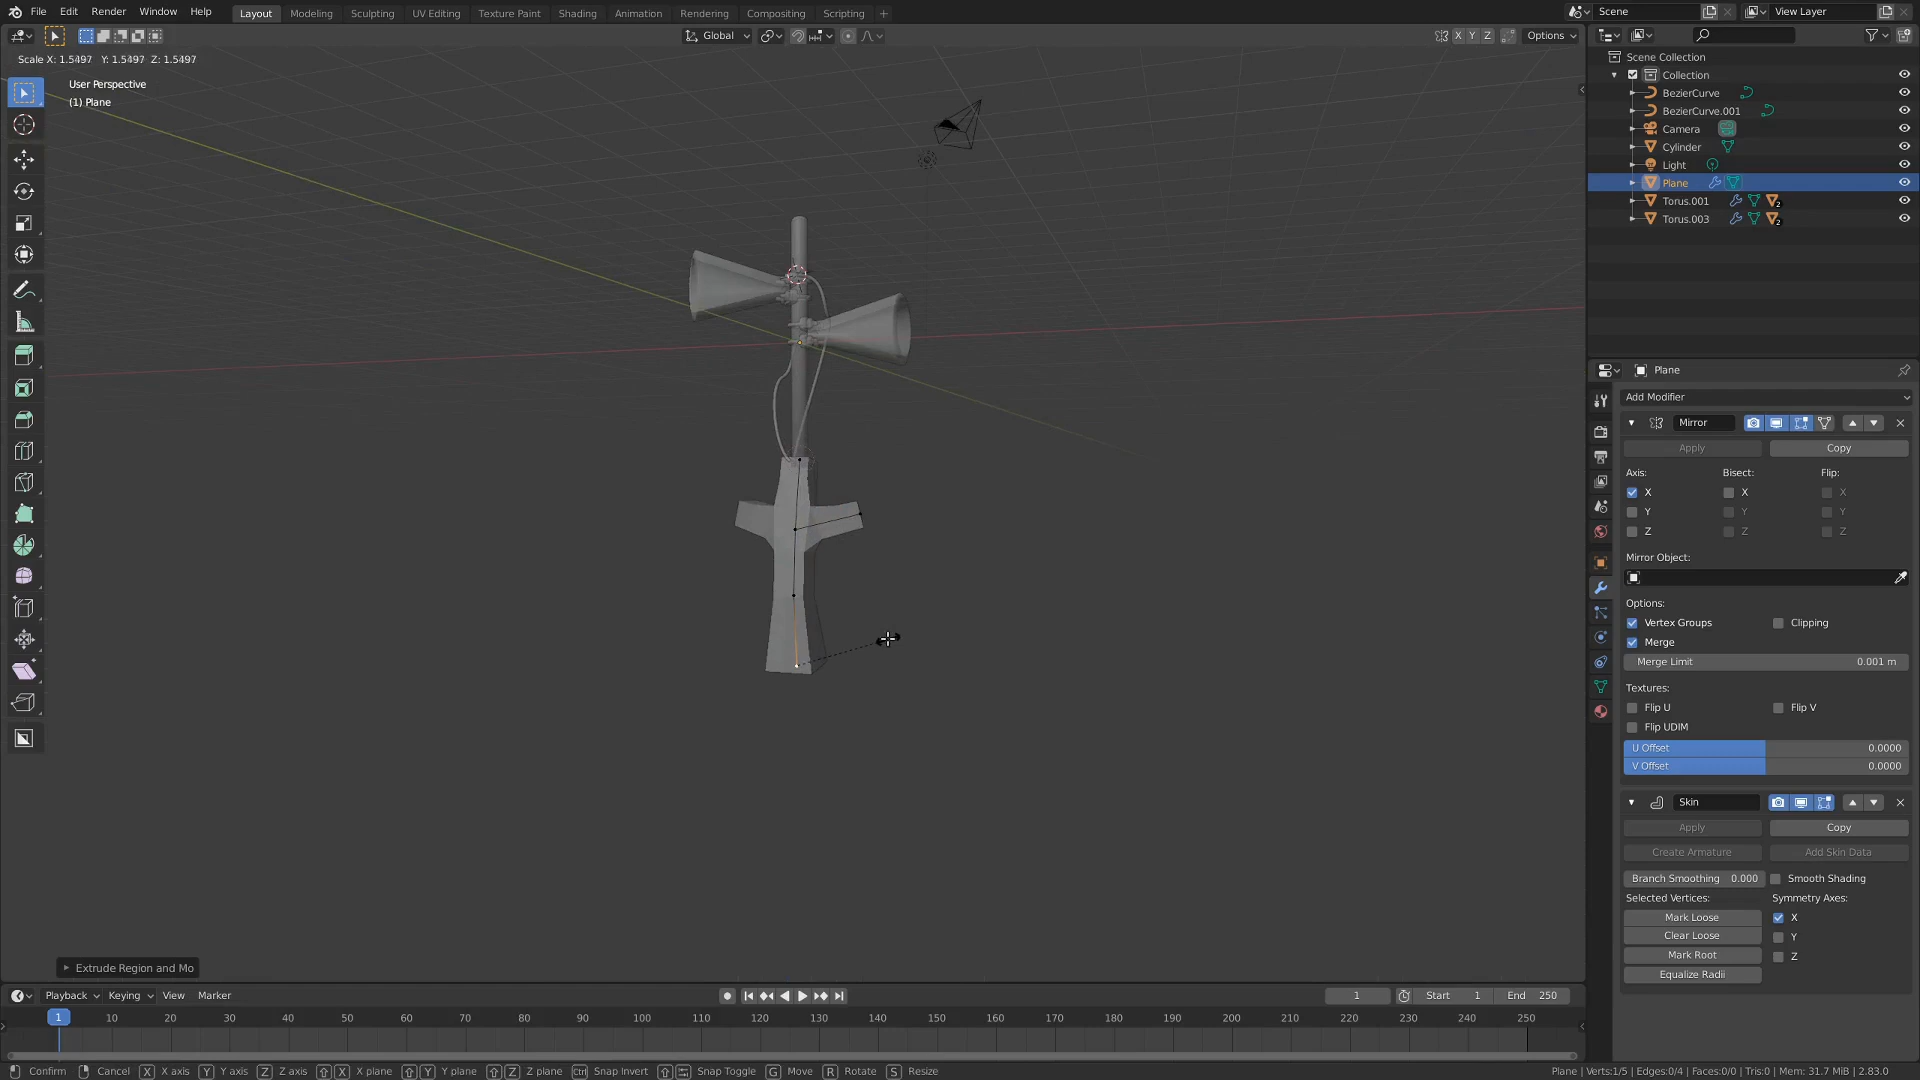 File Edit Render Window Help Layout Modeling Sculpting UV Editing Texture Paint Shading Animation Rendering Compositing Scripting + Scene View Layer
Global X Y Z Options
Scale X: 1.5497 Y: 1.5497 Z: 1.5497
User Perspective
(1) Plane
Scene Collection
Collection
BezierCurve
BezierCurve.001
Camera
Cylinder
Light
Plane
Torus.001 2
Torus.003 2
Plane
Add Modifier
Mirror
Apply Copy
Axis: Bisect: Flip:
X X X
Y Y Y
Z Z Z
Mirror Object:
Options:
Vertex Groups Clipping
Merge
Merge Limit 0.001 m
Textures:
Flip U Flip V
Flip UDIM
U Offset 0.0000
V Offset 0.0000
Skin
Apply Copy
Create Armature Add Skin Data
Branch Smoothing 0.000 Smooth Shading
Selected Vertices: Symmetry Axes:
Mark Loose X
Clear Loose Y
Mark Root Z
Equalize Radii
Extrude Region and Mo
Playback Keying View Marker 1 Start 1 End 250
1 10 20 30 40 50 60 70 80 90 100 110 120 130 140 150 160 170 180 190 200 210 220 230 240 250
Confirm Cancel X X axis Y Y axis Z Z axis X X plane Y Y plane Z Z plane Ctrl Snap Invert Snap Toggle G Move R Rotate S Resize Plane | Verts:1/5 | Edges:0/4 | Faces:0/0 | Tris:0 | Mem: 31.7 MiB | 2.83.0